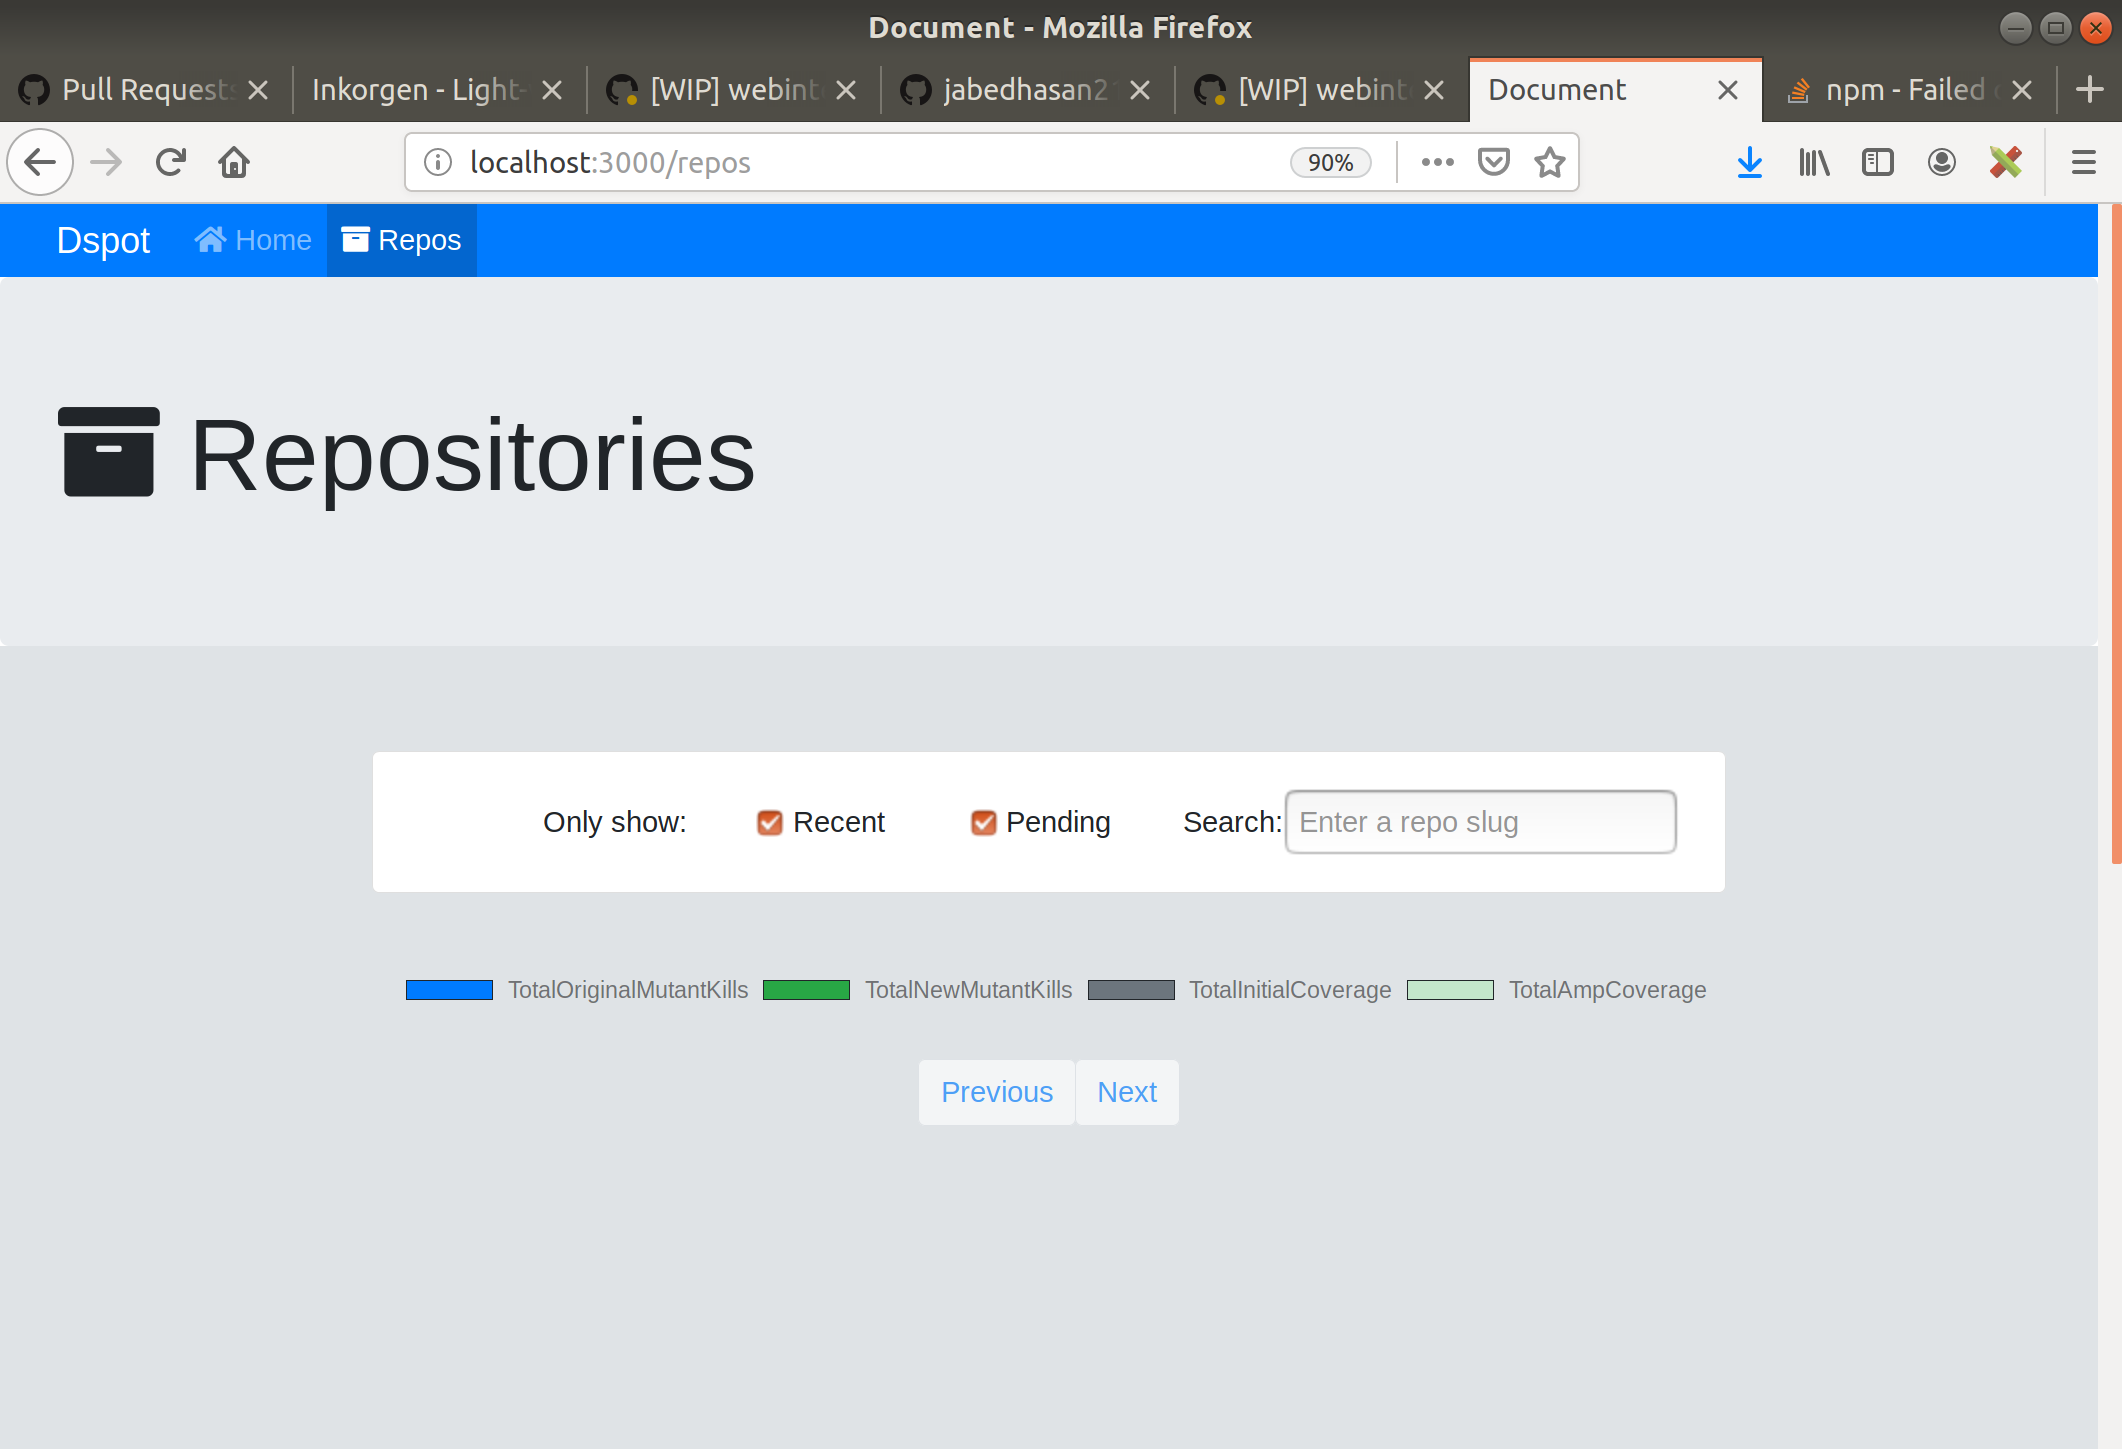 Document - Mozilla Firefox
Pull Requests
Inkorgen - Light-
[WIP] webint
jabedhasan2
[WIP] webint
Document
npm - Failed
localhost:3000/repos
90%
Dspot
Home
Repos
Repositories
Only show:
Recent
Pending
Search:
Enter a repo slug
TotalOriginalMutantKills
TotalNewMutantKills
TotalInitialCoverage
TotalAmpCoverage
Previous
Next